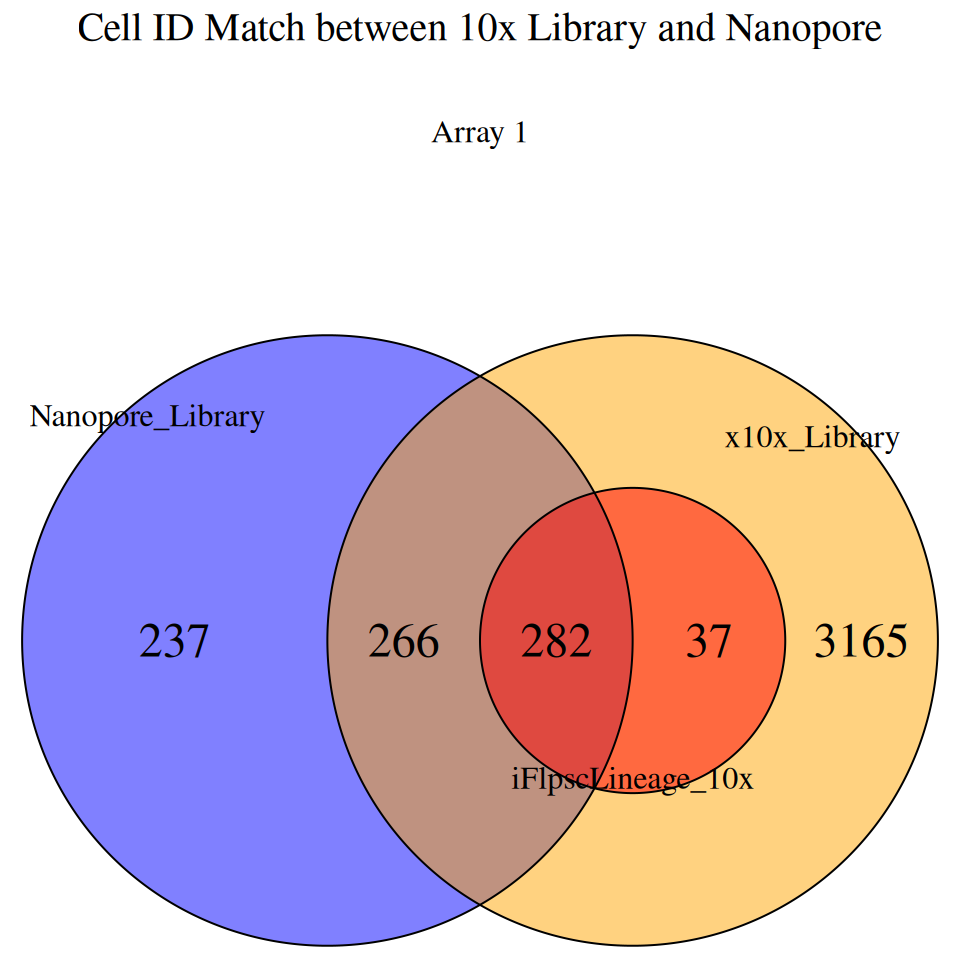 Cell ID Match between 10x Library and Nanopore
Array 1
Nanopore_Library
x10x_Library
237
266
282
37
3165
iFlpscLineage_10x